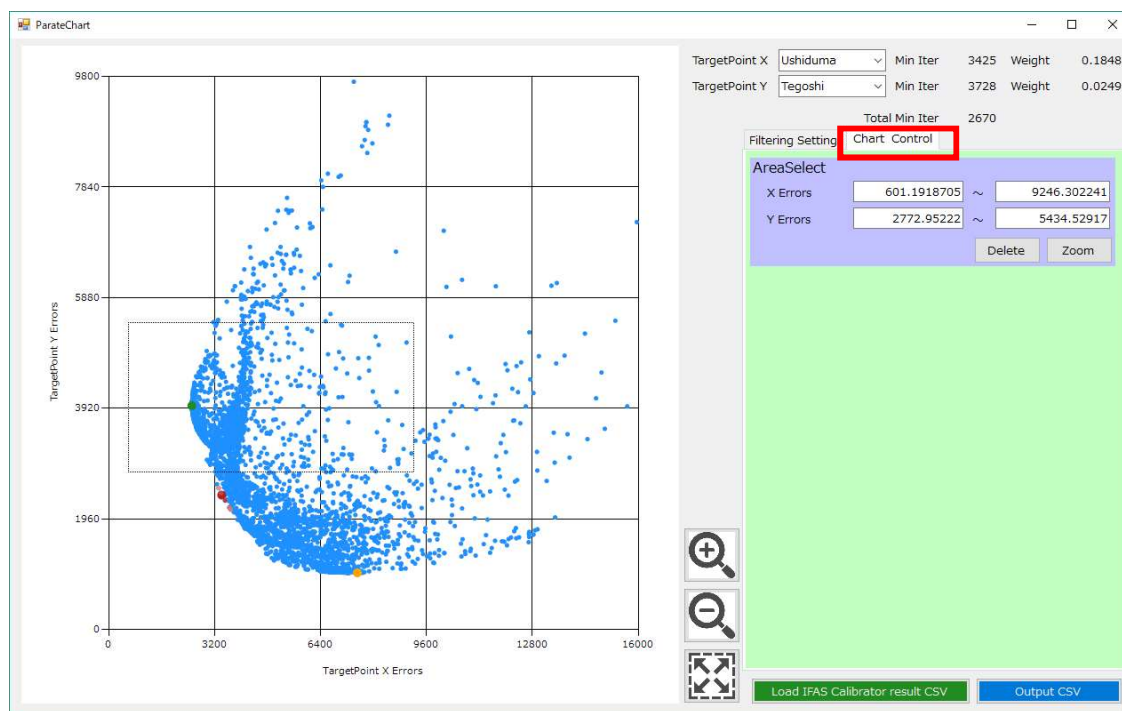 ParateChart
TargetPoint X Ushiduma Min Iter 3425 Weight 0.1848
TargetPoint Y Tegoshi Min Iter 3728 Weight 0.0249
Total Min Iter 2670
Filtering Setting Chart Control
AreaSelect
X Errors 601.1918705 ~ 9246.302241
Y Errors 2772.95222 ~ 5434.52917
Delete Zoom
9800
7840
5880
3920
1960
0
TargetPoint Y Errors
0 3200 6400 9600 12800 16000
TargetPoint X Errors
Load IFAS Calibrator result CSV Output CSV